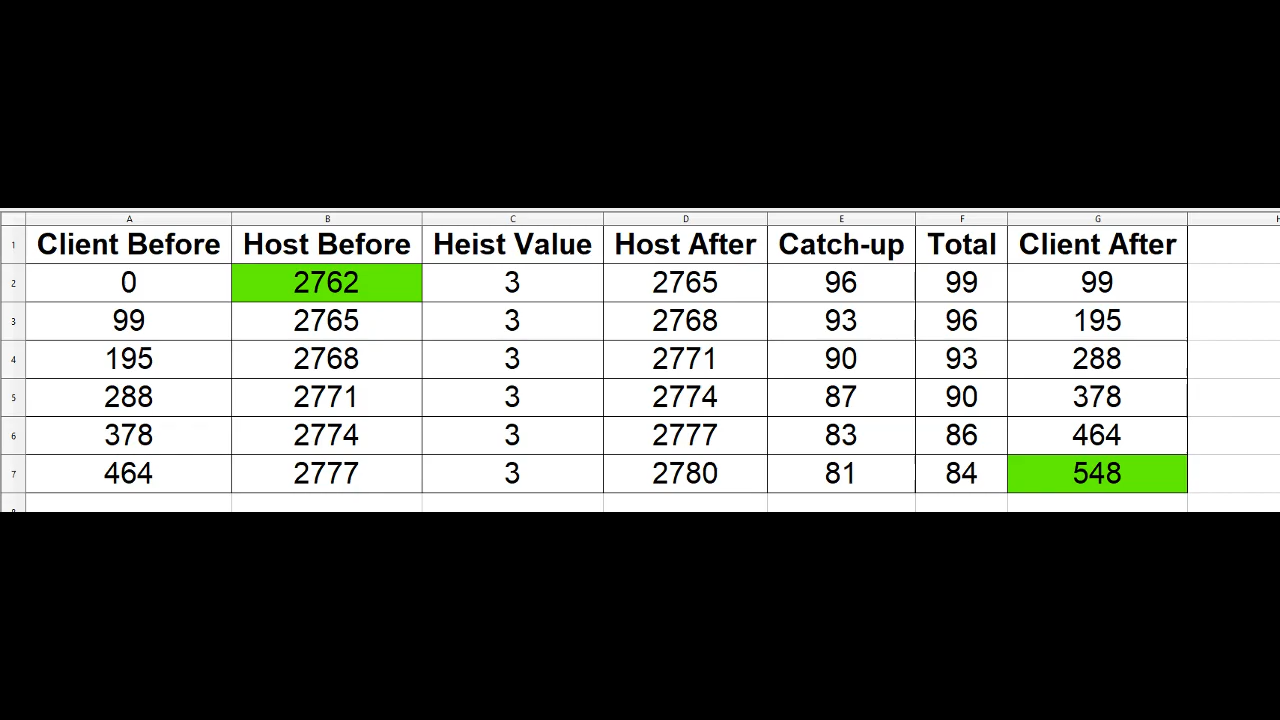 A B C D E F G H
1 Client Before Host Before Heist Value Host After Catch-up Total Client After
2 0 2762 3 2765 96 99 99
3 99 2765 3 2768 93 96 195
4 195 2768 3 2771 90 93 288
5 288 2771 3 2774 87 90 378
6 378 2774 3 2777 83 86 464
7 464 2777 3 2780 81 84 548